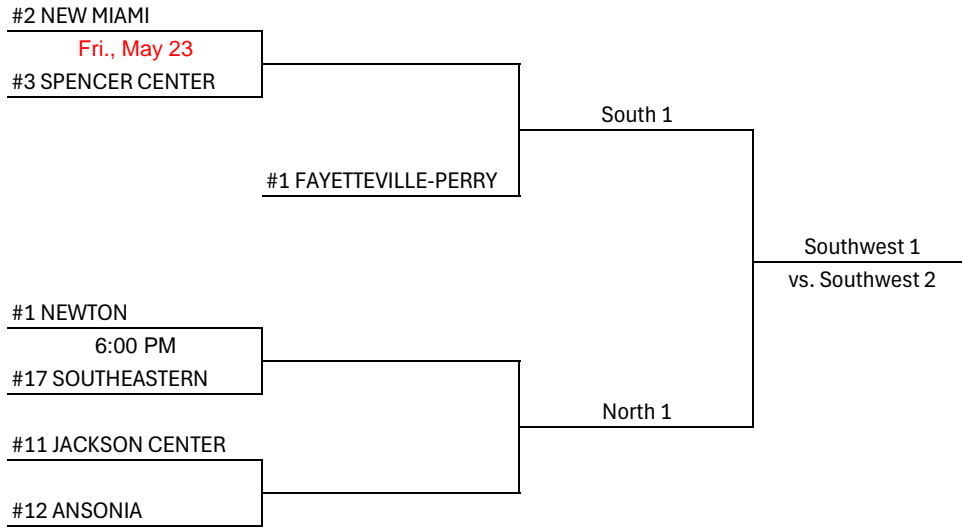 #2 NEW MIAMI
Fri., May 23
#3 SPENCER CENTER
South 1
#1 FAYETTEVILLE-PERRY
Southwest 1
vs. Southwest 2
#1 NEWTON
6:00 PM
#17 SOUTHEASTERN
North 1
#11 JACKSON CENTER
#12 ANSONIA